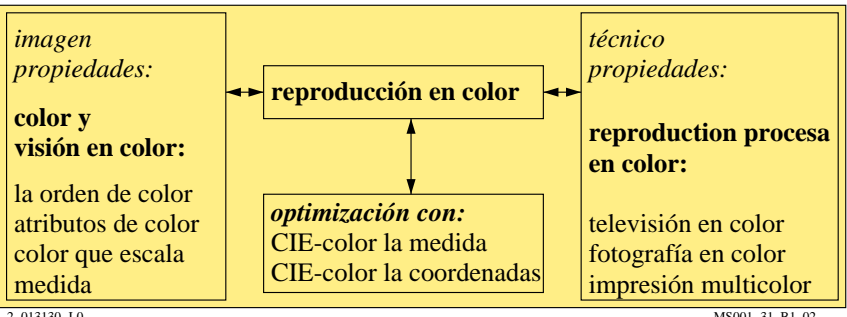 imagen
propiedades:
color y
visión en color:
la orden de color
atributos de color
color que escala
medida
reproducción en color
optimización con:
CIE-color la medida
CIE-color la coordenadas
técnico
propiedades:
reproduction procesa
en color:
televisión en color
fotografía en color
impresión multicolor